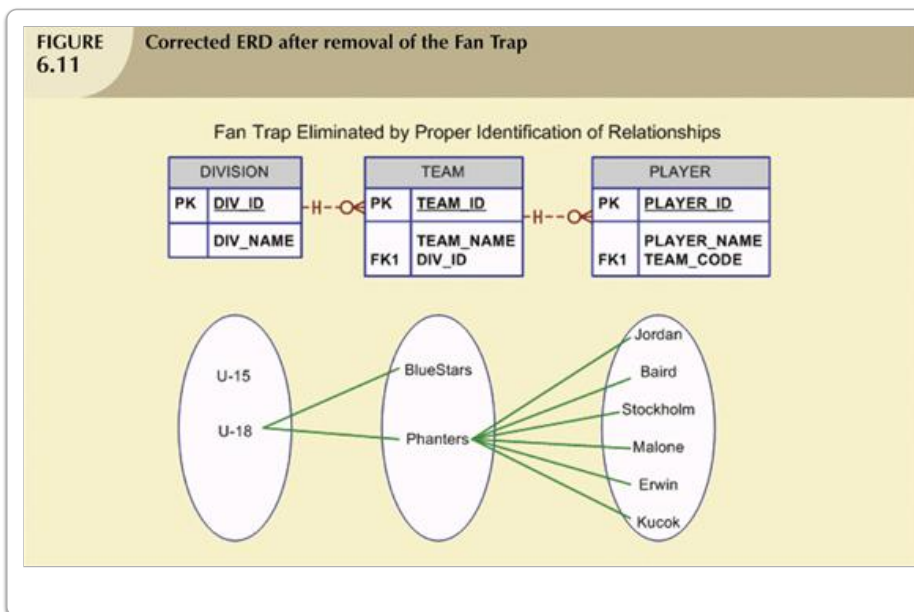 FIGURE
6.11
Corrected ERD after removal of the Fan Trap
Fan Trap Eliminated by Proper Identification of Relationships
DIVISION
PK DIV_ID
DIV_NAME
TEAM
PK TEAM_ID
TEAM_NAME
FK1 DIV_ID
PLAYER
PK PLAYER_ID
PLAYER_NAME
FK1 TEAM_CODE
U-15
U-18
BlueStars
Phanters
Jordan
Baird
Stockholm
Malone
Erwin
Kucok